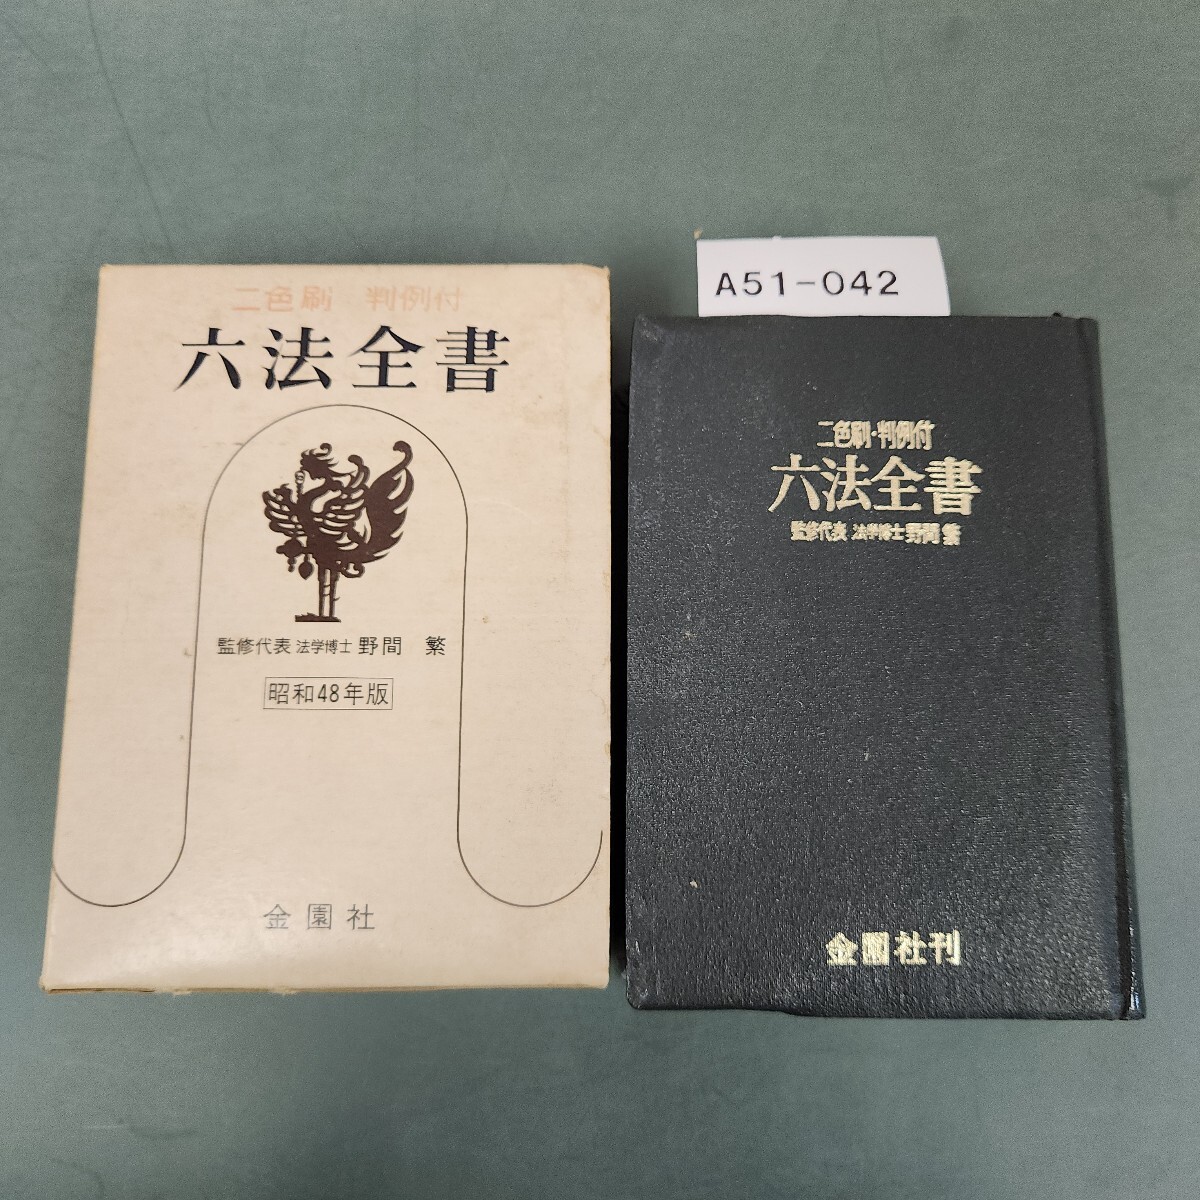 二色刷 判例付
六法全書
監修代表 法学博士 野間 繁
昭和48年版
金園社
A51-042
二色刷・判例付
六法全書
監修代表 法学博士 野間 繁
金園社刊